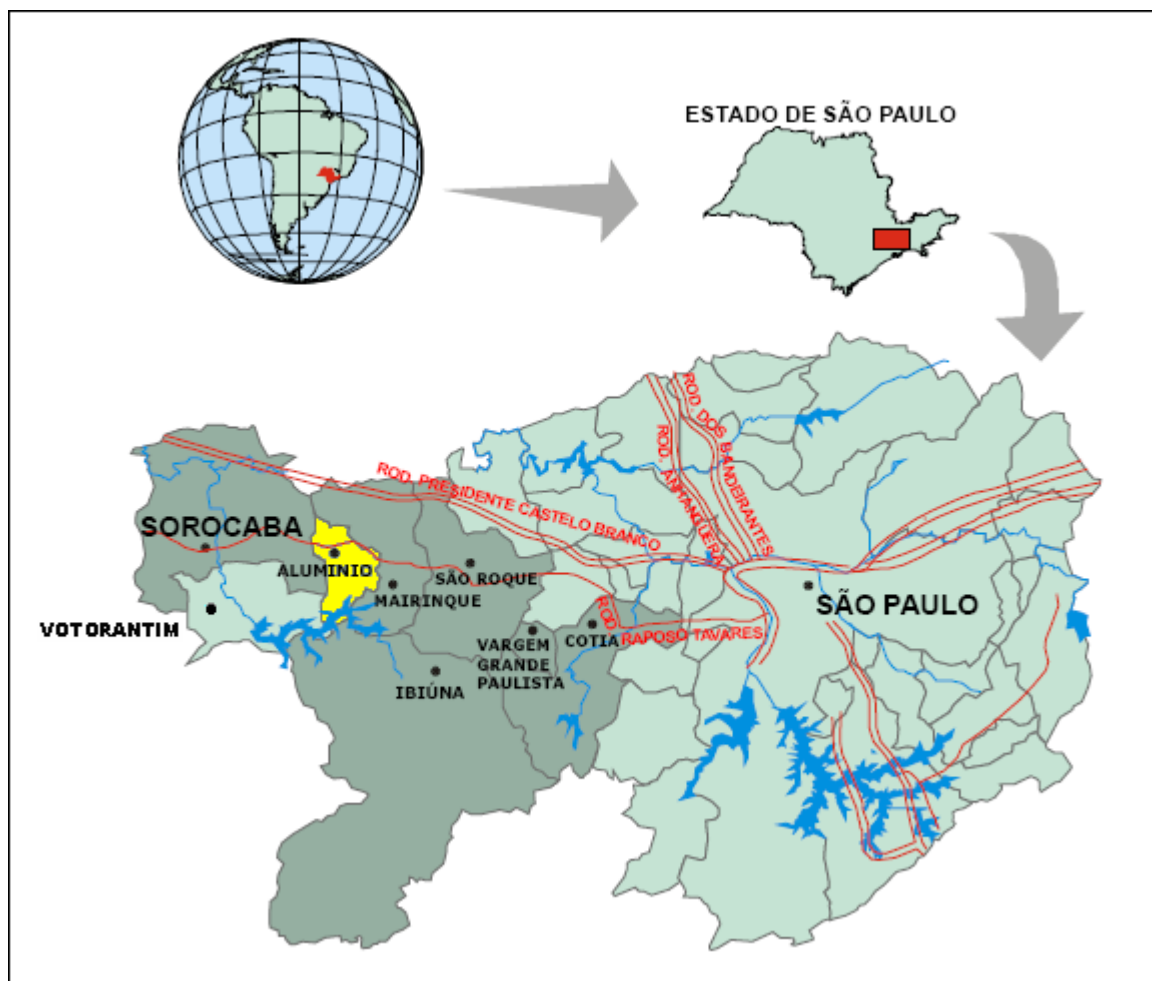 ESTADO DE SÃO PAULO
ROD. DOS BANDEIRANTES
ROD. ANHANGUERA
ROD. PRESIDENTE CASTELO BRANCO
SOROCABA
ALUMINIO
SÃO ROQUE
MAIRINQUE
SÃO PAULO
VOTORANTIM
ROD. RAPOSO TAVARES
COTIA
VARGEM
GRANDE
PAULISTA
IBIÚNA